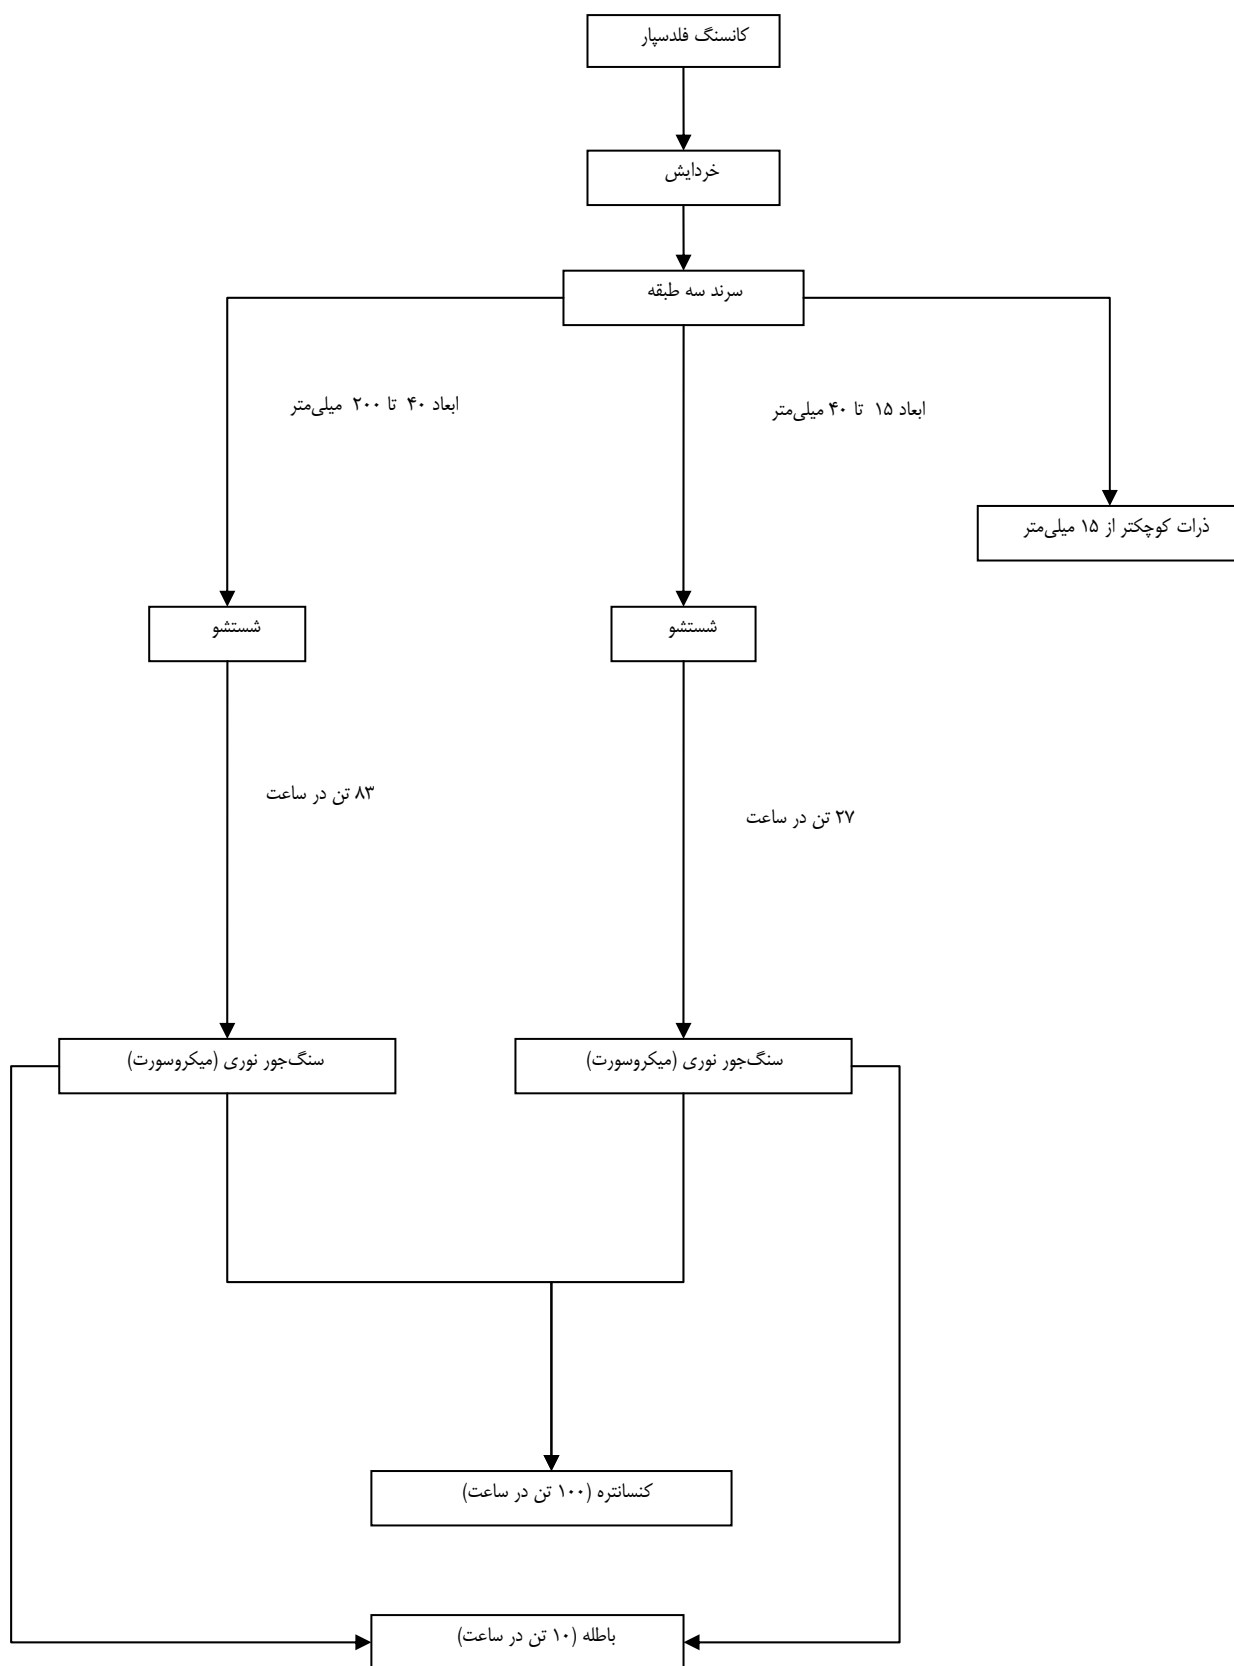 کانسنگ فلدسپار
خردایش
سرند سه طبقه
ابعاد ۱۵ تا ۴۰ میلی‌متر
ابعاد ۴۰ تا ۲۰۰ میلی‌متر
ذرات کوچکتر از ۱۵ میلی‌متر
شستشو
شستشو
۸۳ تن در ساعت
۲۷ تن در ساعت
سنگ‌جور نوری (میکروسورت)
سنگ‌جور نوری (میکروسورت)
کنسانتره (۱۰۰ تن در ساعت)
باطله (۱۰ تن در ساعت)